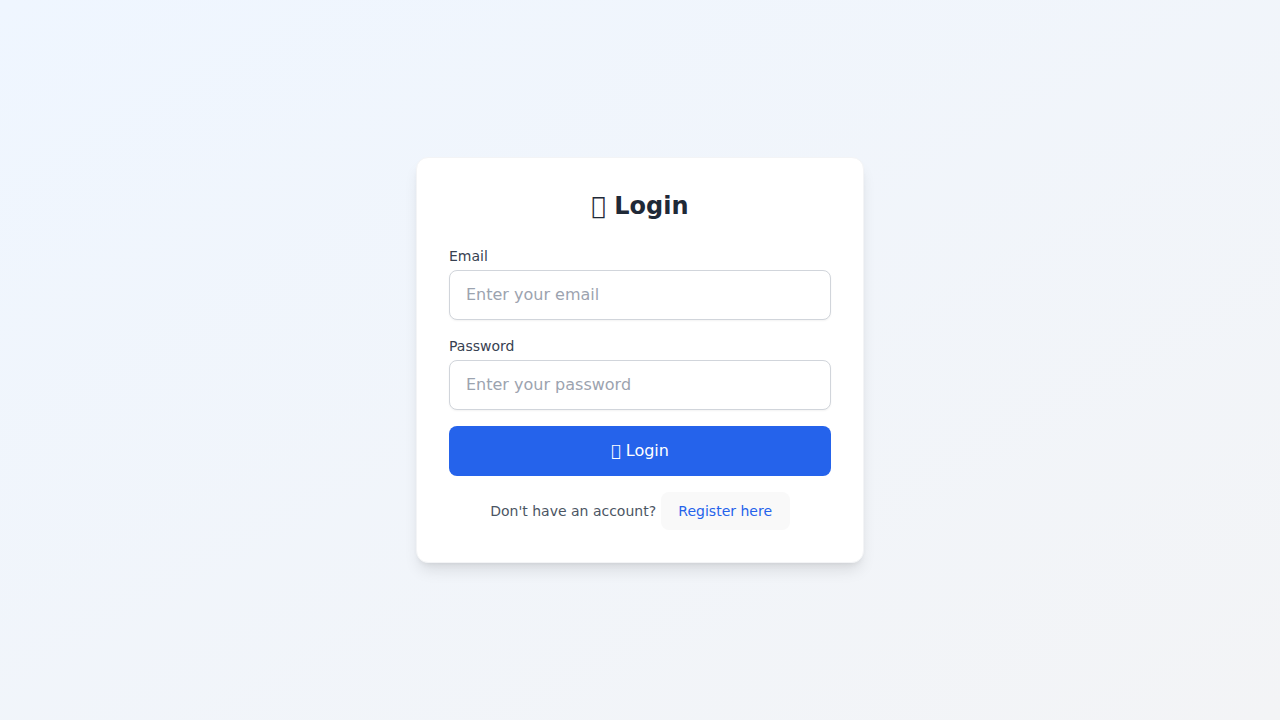 Login
Email
Enter your email
Password
Enter your password
Login
Don't have an account? Register here